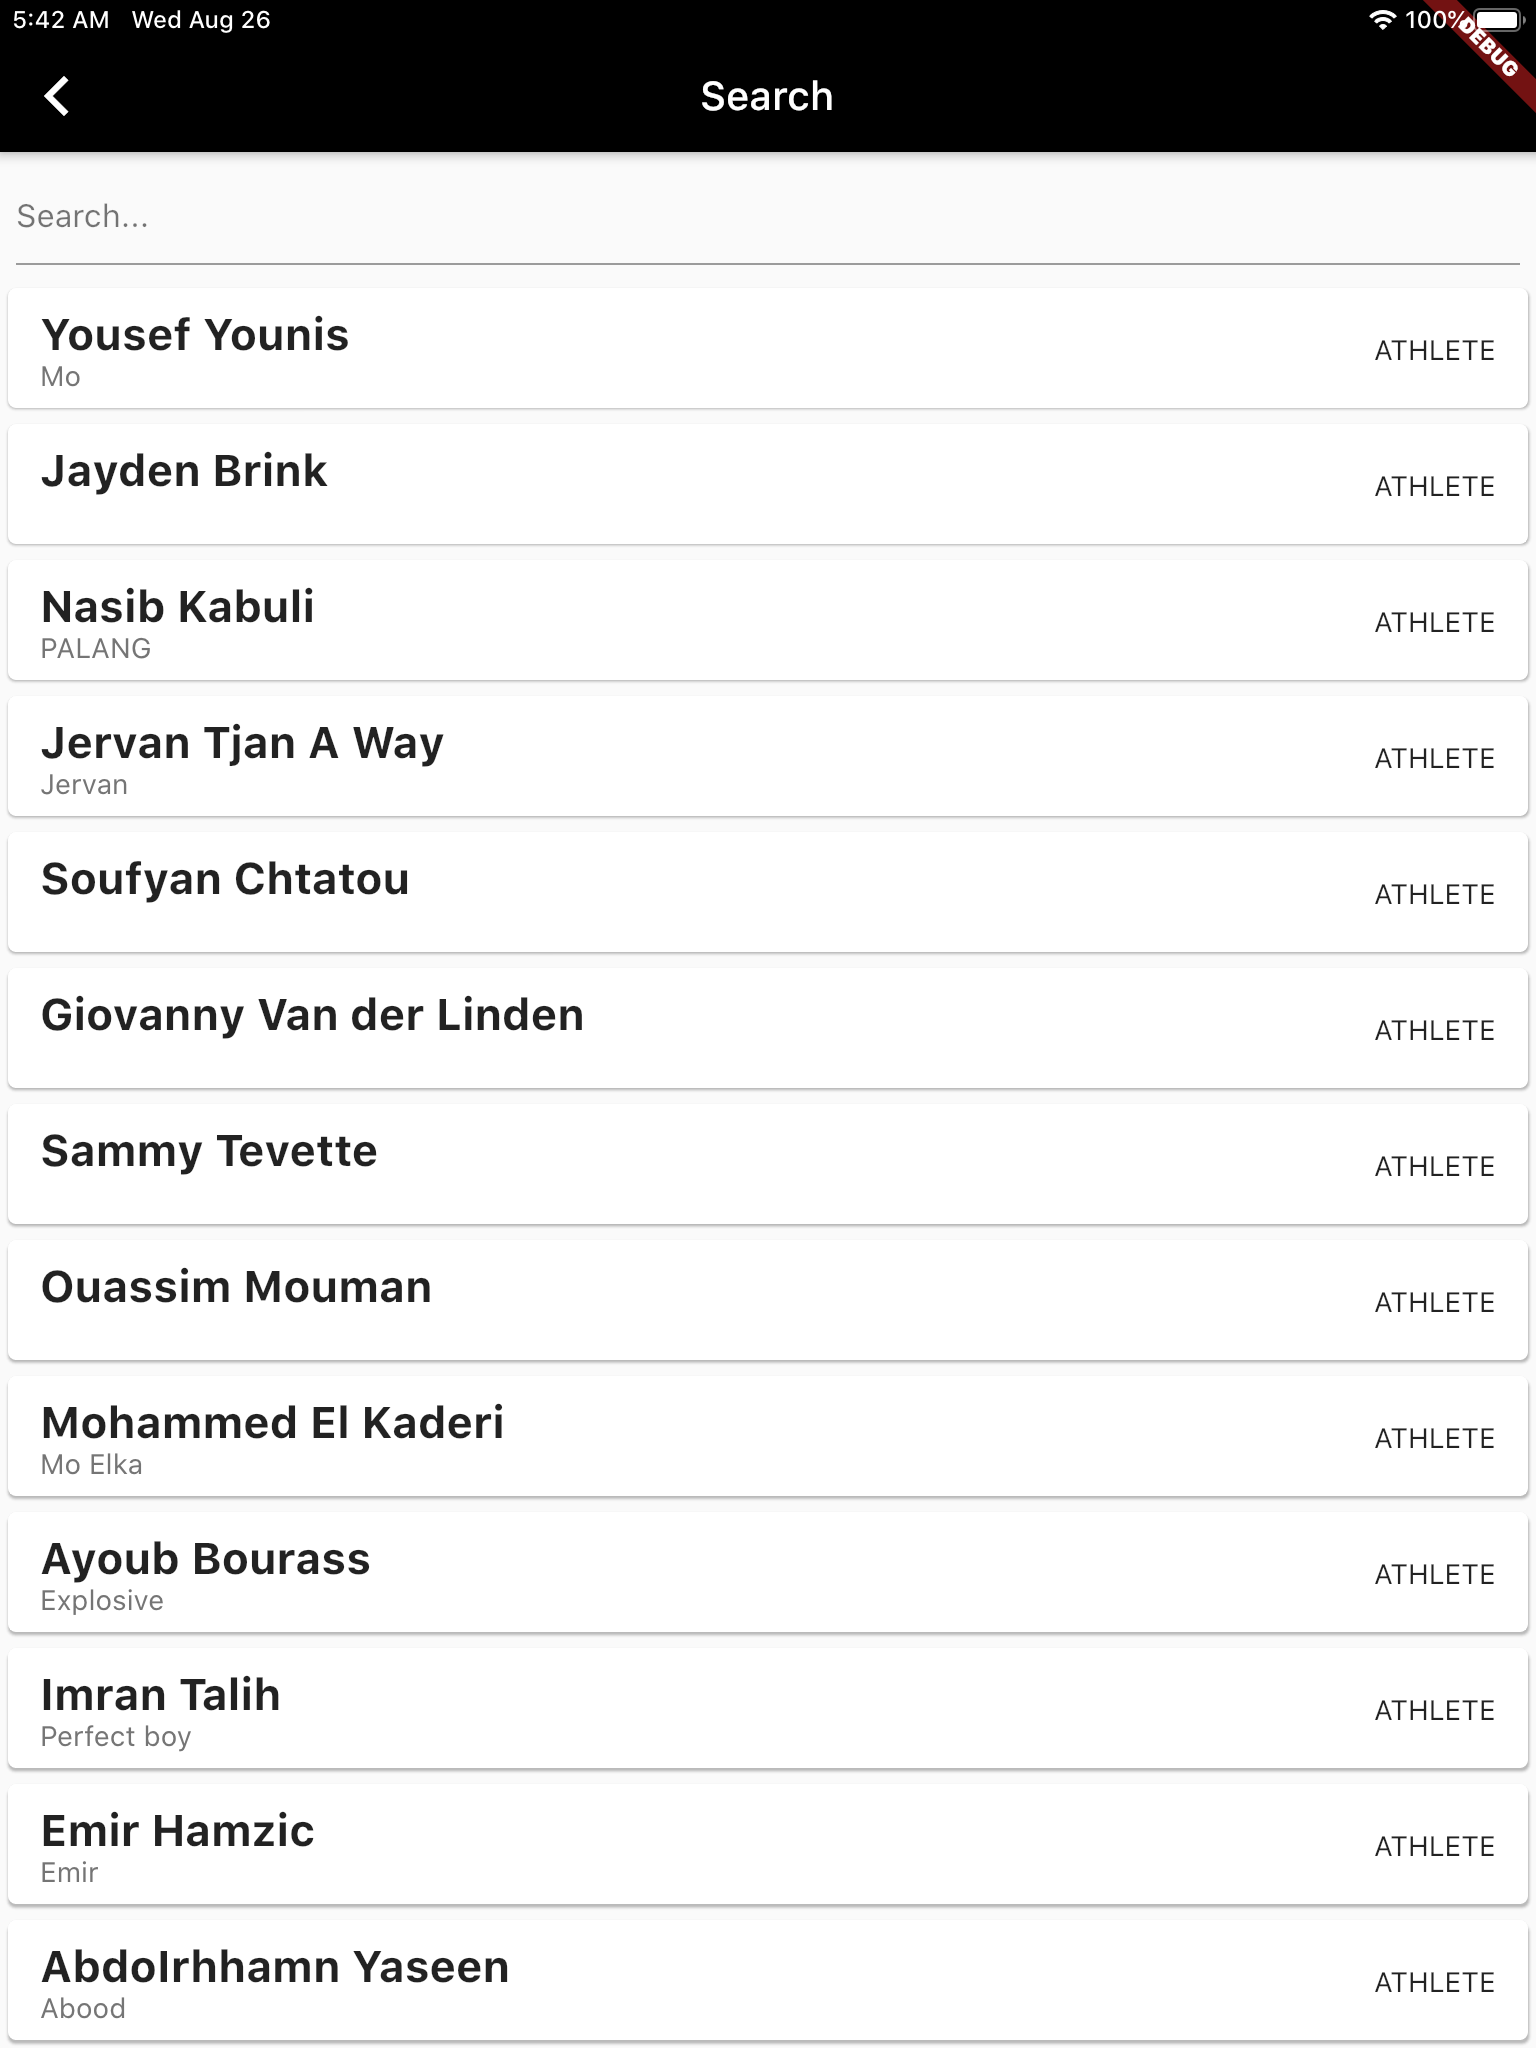 5:42 AM Wed Aug 26 100%
DEBUG
Search
Search...
Yousef Younis
Mo
ATHLETE
Jayden Brink
ATHLETE
Nasib Kabuli
PALANG
ATHLETE
Jervan Tjan A Way
Jervan
ATHLETE
Soufyan Chtatou
ATHLETE
Giovanny Van der Linden
ATHLETE
Sammy Tevette
ATHLETE
Ouassim Mouman
ATHLETE
Mohammed El Kaderi
Mo Elka
ATHLETE
Ayoub Bourass
Explosive
ATHLETE
Imran Talih
Perfect boy
ATHLETE
Emir Hamzic
Emir
ATHLETE
Abdolrhhamn Yaseen
Abood
ATHLETE